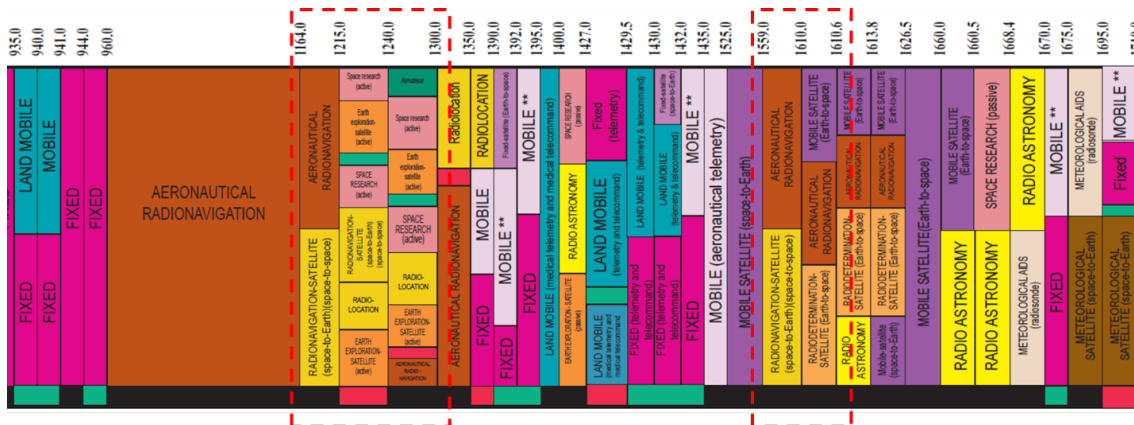 935.0
940.0
941.0
944.0
960.0
1164.0
1215.0
1240.0
1300.0
1350.0
1390.0
1392.0
1395.0
1400.0
1427.0
1429.5
1430.0
1432.0
1435.0
1525.0
1559.0
1610.0
1610.6
1613.8
1626.5
1660.0
1660.5
1668.4
1670.0
1675.0
1695.0
LAND MOBILE
FIXED
MOBILE
FIXED
FIXED
FIXED
AERONAUTICAL
RADIONAVIGATION
AERONAUTICAL
RADIONAVIGATION
RADIONAVIGATION-SATELLITE
(space-to-Earth)(space-to-space)
Space research
(active)
Earth
exploration-
satellite
(active)
SPACE
RESEARCH
(active)
RADIONAVIGATION-
SATELLITE
(space-to-Earth)
(space-to-space)
RADIO-
LOCATION
EARTH
EXPLORATION-
SATELLITE
(active)
Amateur
Space research
(active)
Earth
exploration-
satellite
(active)
SPACE
RESEARCH
(active)
RADIO-
LOCATION
EARTH
EXPLORATION-
SATELLITE
(active)
AERONAUTICAL
RADIO-
NAVIGATION
Radiolocation
AERONAUTICAL RADIONAVIGATION
RADIOLOCATION
MOBILE
FIXED
Fixed-satellite (Earth-to-space)
MOBILE **
FIXED
MOBILE **
FIXED
LAND MOBILE (medical telemetry and medical telecommand)
SPACE RESEARCH
(passive)
RADIO ASTRONOMY
EARTH EXPLORATION-SATELLITE
(passive)
Fixed
(telemetry)
LAND MOBILE
(telemetry and telecommand)
LAND MOBILE
(medical telemetry and
medical telecommand
LAND MOBILE (telemetry & telecommand)
FIXED (telemetry and
telecommand)
Fixed-satellite
(space-to-Earth)
LAND MOBILE
(telemetry & telecommand)
FIXED (telemetry and
telecommand)
MOBILE **
FIXED
MOBILE (aeronautical telemetry)
MOBILE SATELLITE (space-to-Earth)
AERONAUTICAL
RADIONAVIGATION
RADIONAVIGATION-SATELLITE
(space-to-Earth)(space-to-space)
MOBILE SATELLITE
(Earth-to-space)
AERONAUTICAL
RADIONAVIGATION
RADIODETERMINATION-
SATELLITE (Earth-to-space)
MOBILE SATELLITE
(Earth-to-space)
AERONAUTICAL
RADIONAVIGATION
RADIODETERMINATION-
SATELLITE (Earth-to-space)
RADIO
ASTRONOMY
MOBILE SATELLITE
(Earth-to-space)
AERONAUTICAL
RADIONAVIGATION
RADIODETERMINATION-
SATELLITE (Earth-to-space)
Mobile-satellite
(space-to-Earth)
MOBILE SATELLITE(Earth-to-space)
MOBILE SATELLITE
(Earth-to-space)
RADIO ASTRONOMY
SPACE RESEARCH (passive)
RADIO ASTRONOMY
RADIO ASTRONOMY
METEOROLOGICAL AIDS
(radiosonde)
MOBILE **
FIXED
METEOROLOGICAL AIDS
(radiosonde)
METEOROLOGICAL
SATELLITE (space-to-Earth)
MOBILE **
Fixed
METEOROLOGICAL
SATELLITE (space-to-Earth)